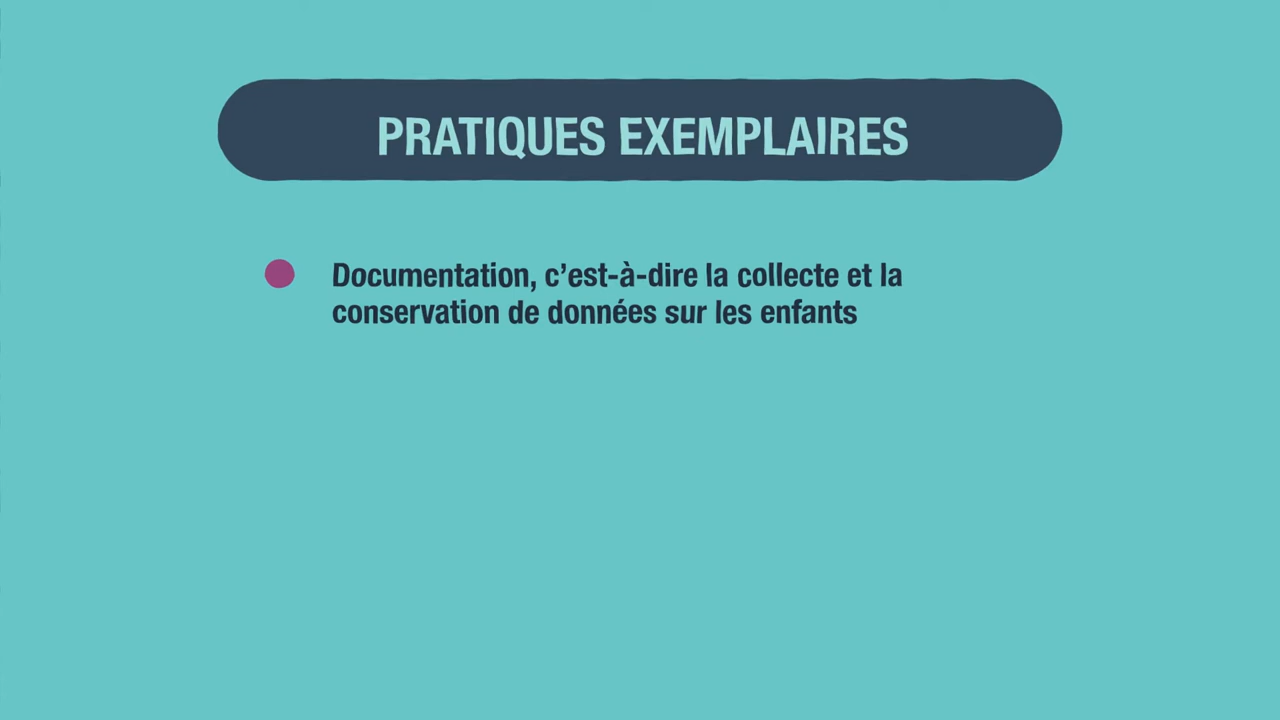 PRATIQUES EXEMPLAIRES
Documentation, c’est-à-dire la collecte et la
conservation de données sur les enfants